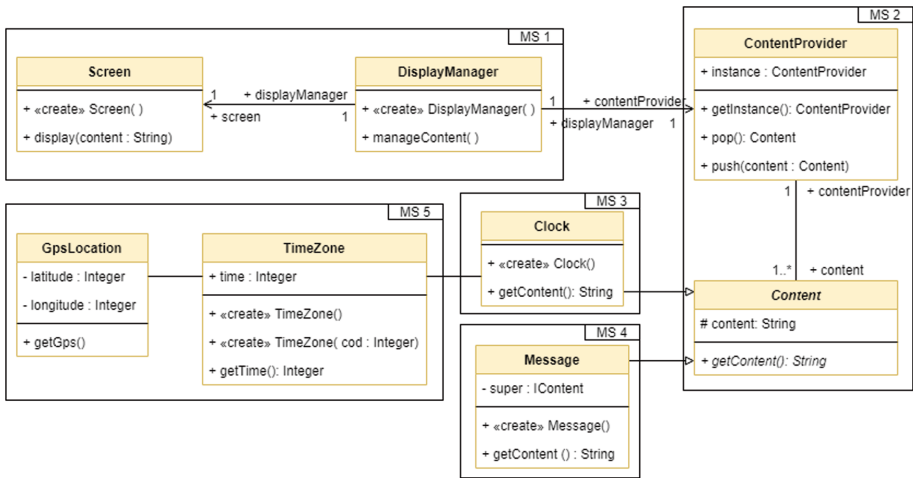 MS 1
Screen
+ «create» Screen( )
+ display(content : String)
1
+ displayManager
+ screen
1
DisplayManager
+ «create» DisplayManager( )
+ manageContent( )
1
+ contentProvider
+ displayManager
1
MS 2
ContentProvider
+ instance : ContentProvider
+ getInstance(): ContentProvider
+ pop(): Content
+ push(content : Content)
1
+ contentProvider
1..*
+ content
Content
# content: String
+ getContent(): String
MS 5
GpsLocation
- latitude : Integer
- longitude : Integer
+ getGps()
TimeZone
+ time : Integer
+ «create» TimeZone()
+ «create» TimeZone( cod : Integer)
+ getTime(): Integer
MS 3
Clock
+ «create» Clock()
+ getContent(): String
MS 4
Message
- super : IContent
+ «create» Message()
+ getContent () : String